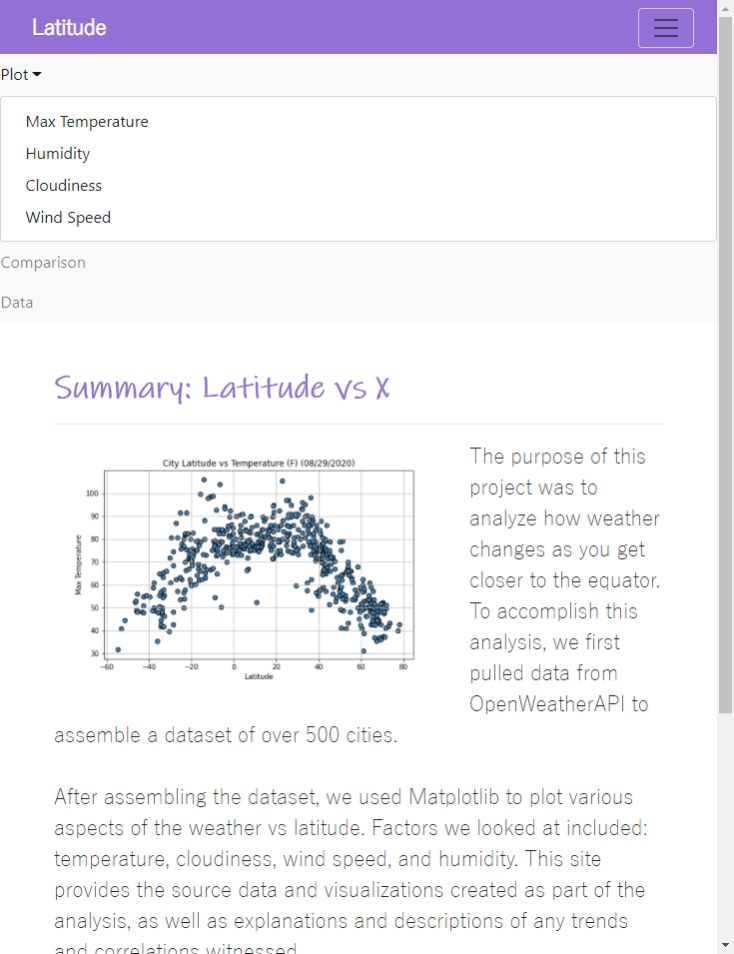 Latitude
Plot
Max Temperature
Humidity
Cloudiness
Wind Speed
Comparison
Data
Summary: Latitude vs X
City Latitude vs Temperature (F) (08/29/2020)
Max Temperature
100
90
80
70
60
50
40
30
−60 −40 −20 0 20 40 60 80
Latitude
The purpose of this
project was to
analyze how weather
changes as you get
closer to the equator.
To accomplish this
analysis, we first
pulled data from
OpenWeatherAPI to
assemble a dataset of over 500 cities.
After assembling the dataset, we used Matplotlib to plot various
aspects of the weather vs latitude. Factors we looked at included:
temperature, cloudiness, wind speed, and humidity. This site
provides the source data and visualizations created as part of the
analysis, as well as explanations and descriptions of any trends
and correlations witnessed.